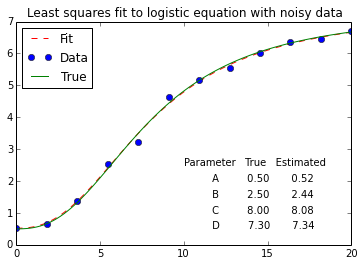 Least squares fit to logistic equation with noisy data
7
6
5
4
3
2
1
0
Fit
Data
True
Parameter True Estimated
A 0.50 0.52
B 2.50 2.44
C 8.00 8.08
D 7.30 7.34
0 5 10 15 20